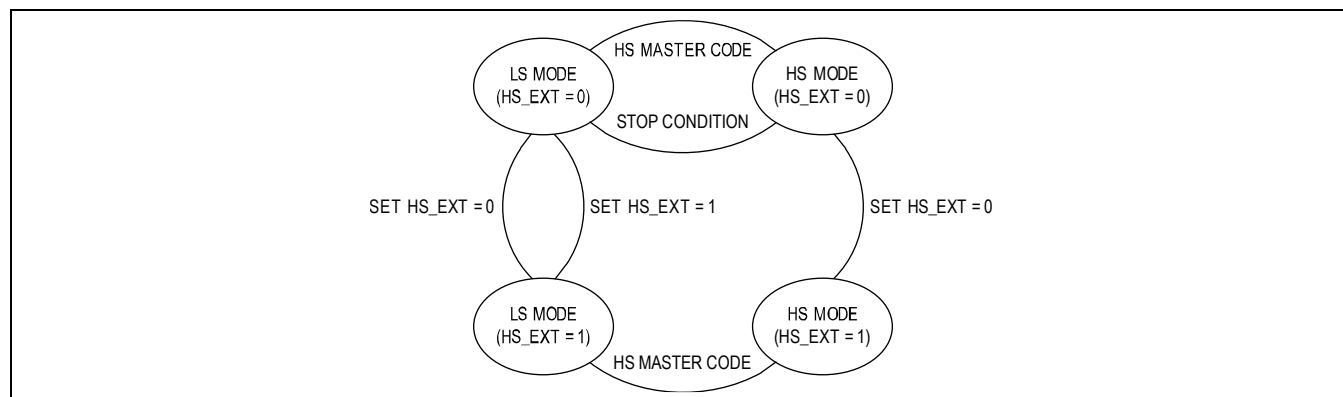 HS MASTER CODE
LS MODE
(HS_EXT = 0)
HS MODE
(HS_EXT = 0)
STOP CONDITION
SET HS_EXT = 0
SET HS_EXT = 1
SET HS_EXT = 0
LS MODE
(HS_EXT = 1)
HS MODE
(HS_EXT = 1)
HS MASTER CODE